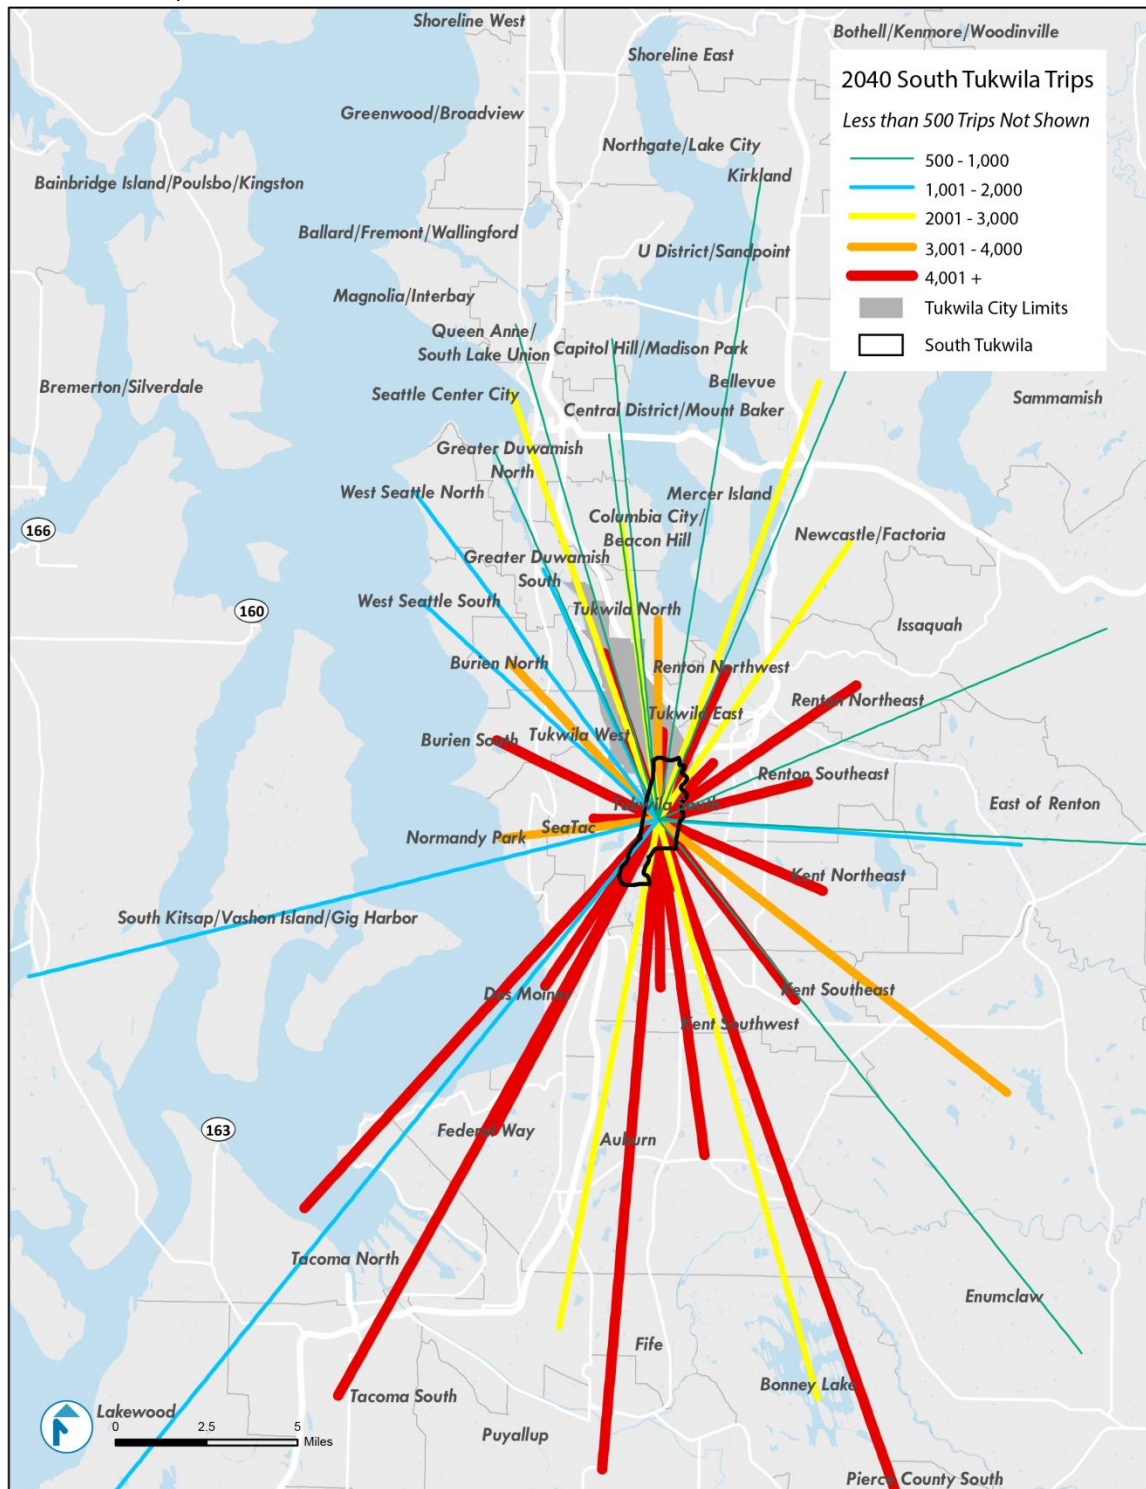 Shoreline West
Bothell/Kenmore/Woodinville
Shoreline East
2040 South Tukwila Trips
Less than 500 Trips Not Shown
500 - 1,000
1,001 - 2,000
2001 - 3,000
3,001 - 4,000
4,001 +
Tukwila City Limits
South Tukwila
Greenwood/Broadview
Northgate/Lake City
Kirkland
Bainbridge Island/Poulsbo/Kingston
Ballard/Fremont/Wallingford
U District/Sandpoint
Magnolia/Interbay
Queen Anne/
South Lake Union
Capitol Hill/Madison Park
Bellevue
Bremerton/Silverdale
Seattle Center City
Sammamish
Central District/Mount Baker
Greater Duwamish
North
West Seattle North
Mercer Island
Columbia City/
Beacon Hill
Newcastle/Factoria
166
Greater Duwamish
South
West Seattle South
Tukwila North
160
Issaquah
Burien North
Renton Northwest
Renton Northeast
Tukwila East
Tukwila West
Burien South
Renton Southeast
Tukwila South
East of Renton
SeaTac
Normandy Park
Kent Northeast
South Kitsap/Vashon Island/Gig Harbor
Des Moines
Kent Southeast
Kent Southwest
163
Federal Way
Auburn
Tacoma North
Enumclaw
Fife
Bonney Lake
Tacoma South
Lakewood
0 2.5 5
Miles
Puyallup
Pierce County South